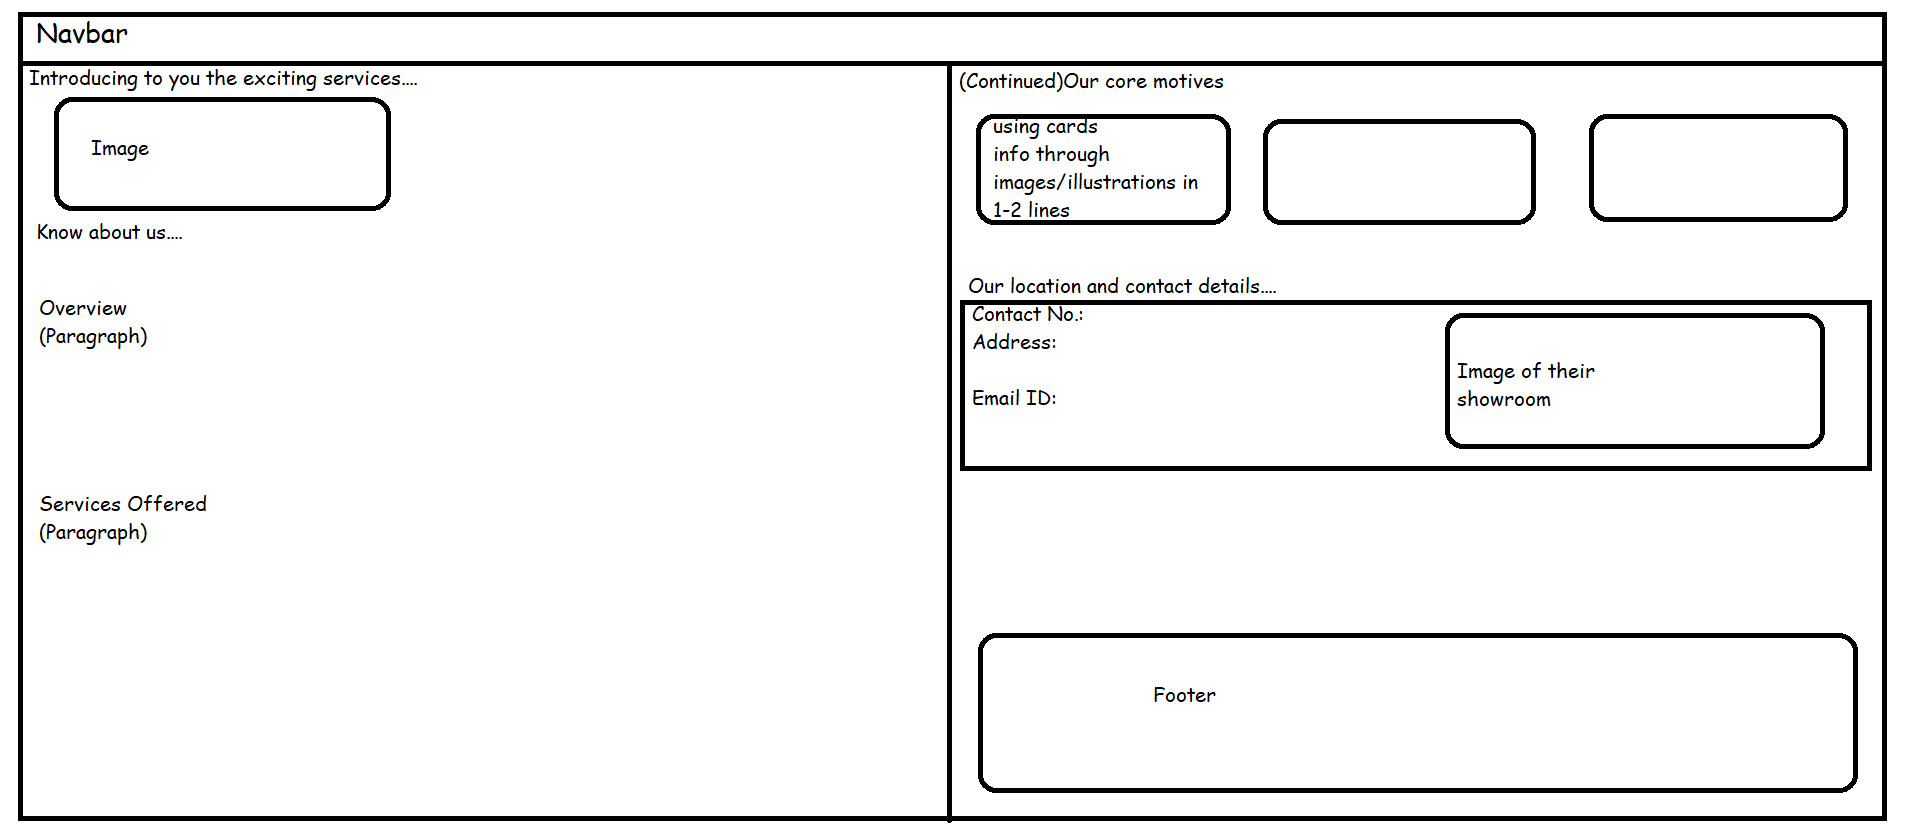 Navbar
Introducing to you the exciting services....
Image
Know about us....
Overview
(Paragraph)
Services Offered
(Paragraph)
(Continued)Our core motives
using cards
info through
images/illustrations in
1-2 lines
Our location and contact details....
Contact No.:
Address:
Email ID:
Image of their
showroom
Footer